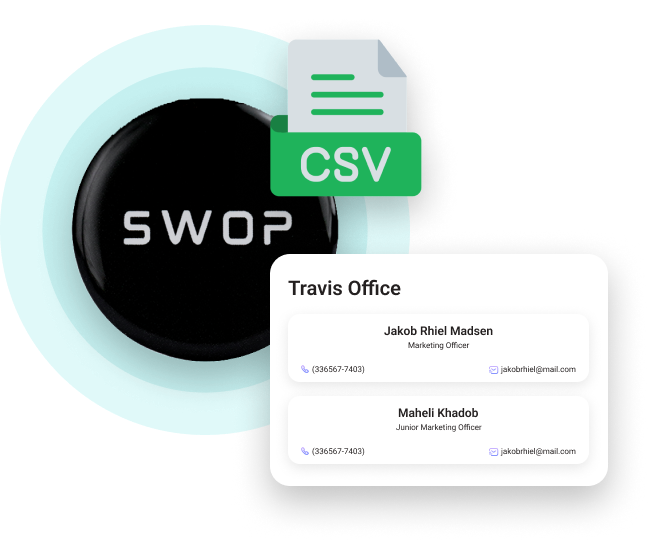 CSV
SWOP
Travis Office
Jakob Rhiel Madsen
Marketing Officer
(336567-7403)
jakobrhiel@mail.com
Maheli Khadob
Junior Marketing Officer
(336567-7403)
jakobrhiel@mail.com